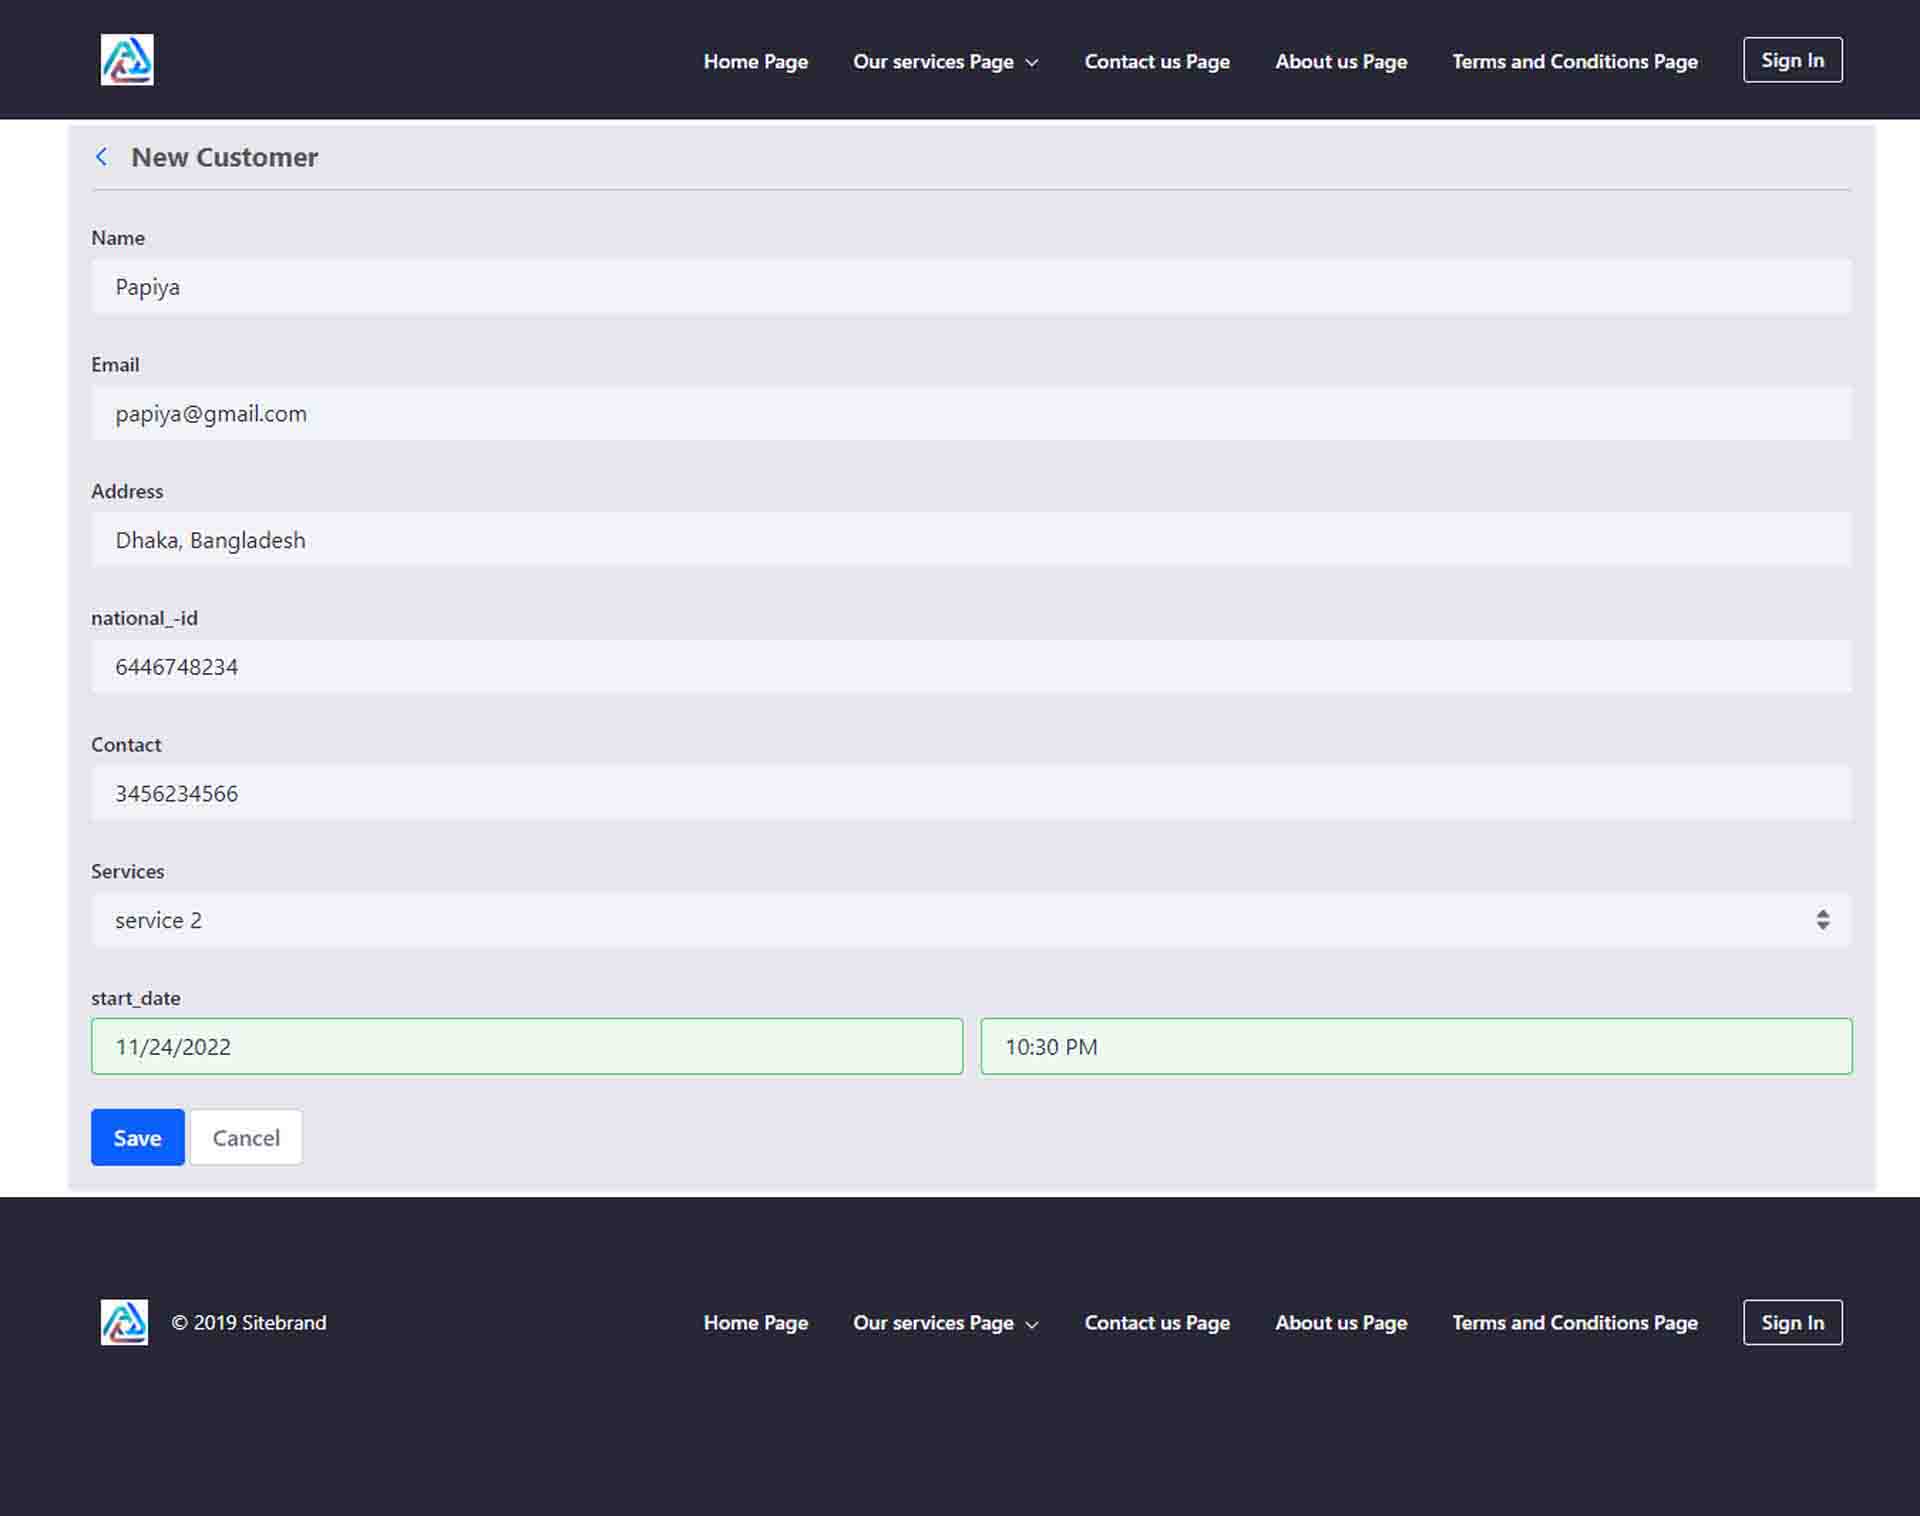 Home Page Our services Page Contact us Page About us Page Terms and Conditions Page Sign In
New Customer
Name
Papiya
Email
papiya@gmail.com
Address
Dhaka, Bangladesh
national_-id
6446748234
Contact
3456234566
Services
service 2
start_date
11/24/2022 10:30 PM
Save Cancel
© 2019 Sitebrand Home Page Our services Page Contact us Page About us Page Terms and Conditions Page Sign In